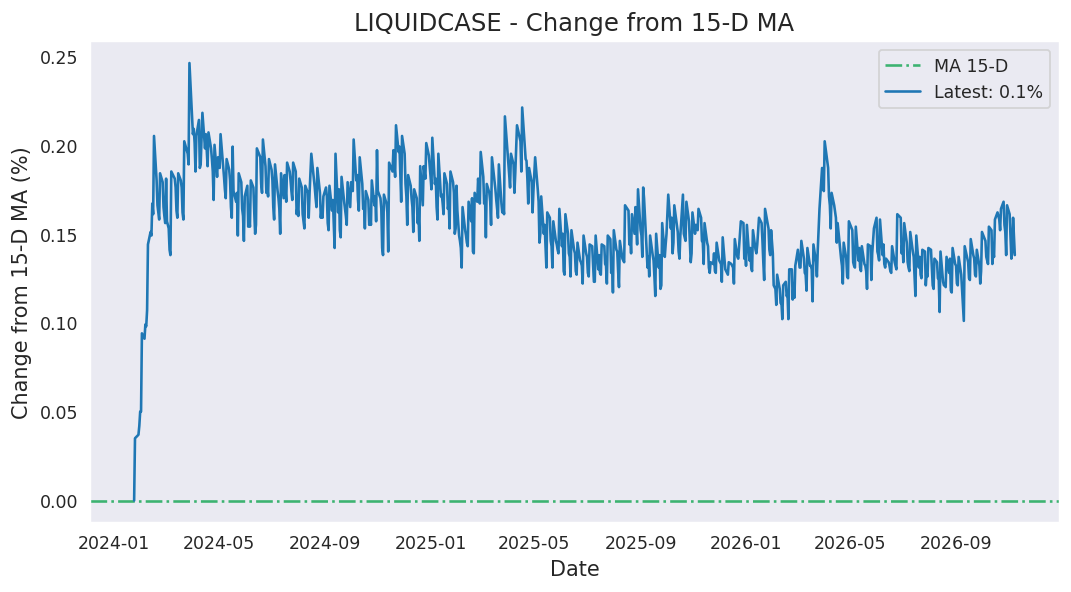 LIQUIDCASE - Change from 15-D MA
MA 15-D
Latest: 0.1%
Change from 15-D MA (%)
0.25
0.20
0.15
0.10
0.05
0.00
2024-01 2024-05 2024-09 2025-01 2025-05 2025-09 2026-01 2026-05 2026-09
Date